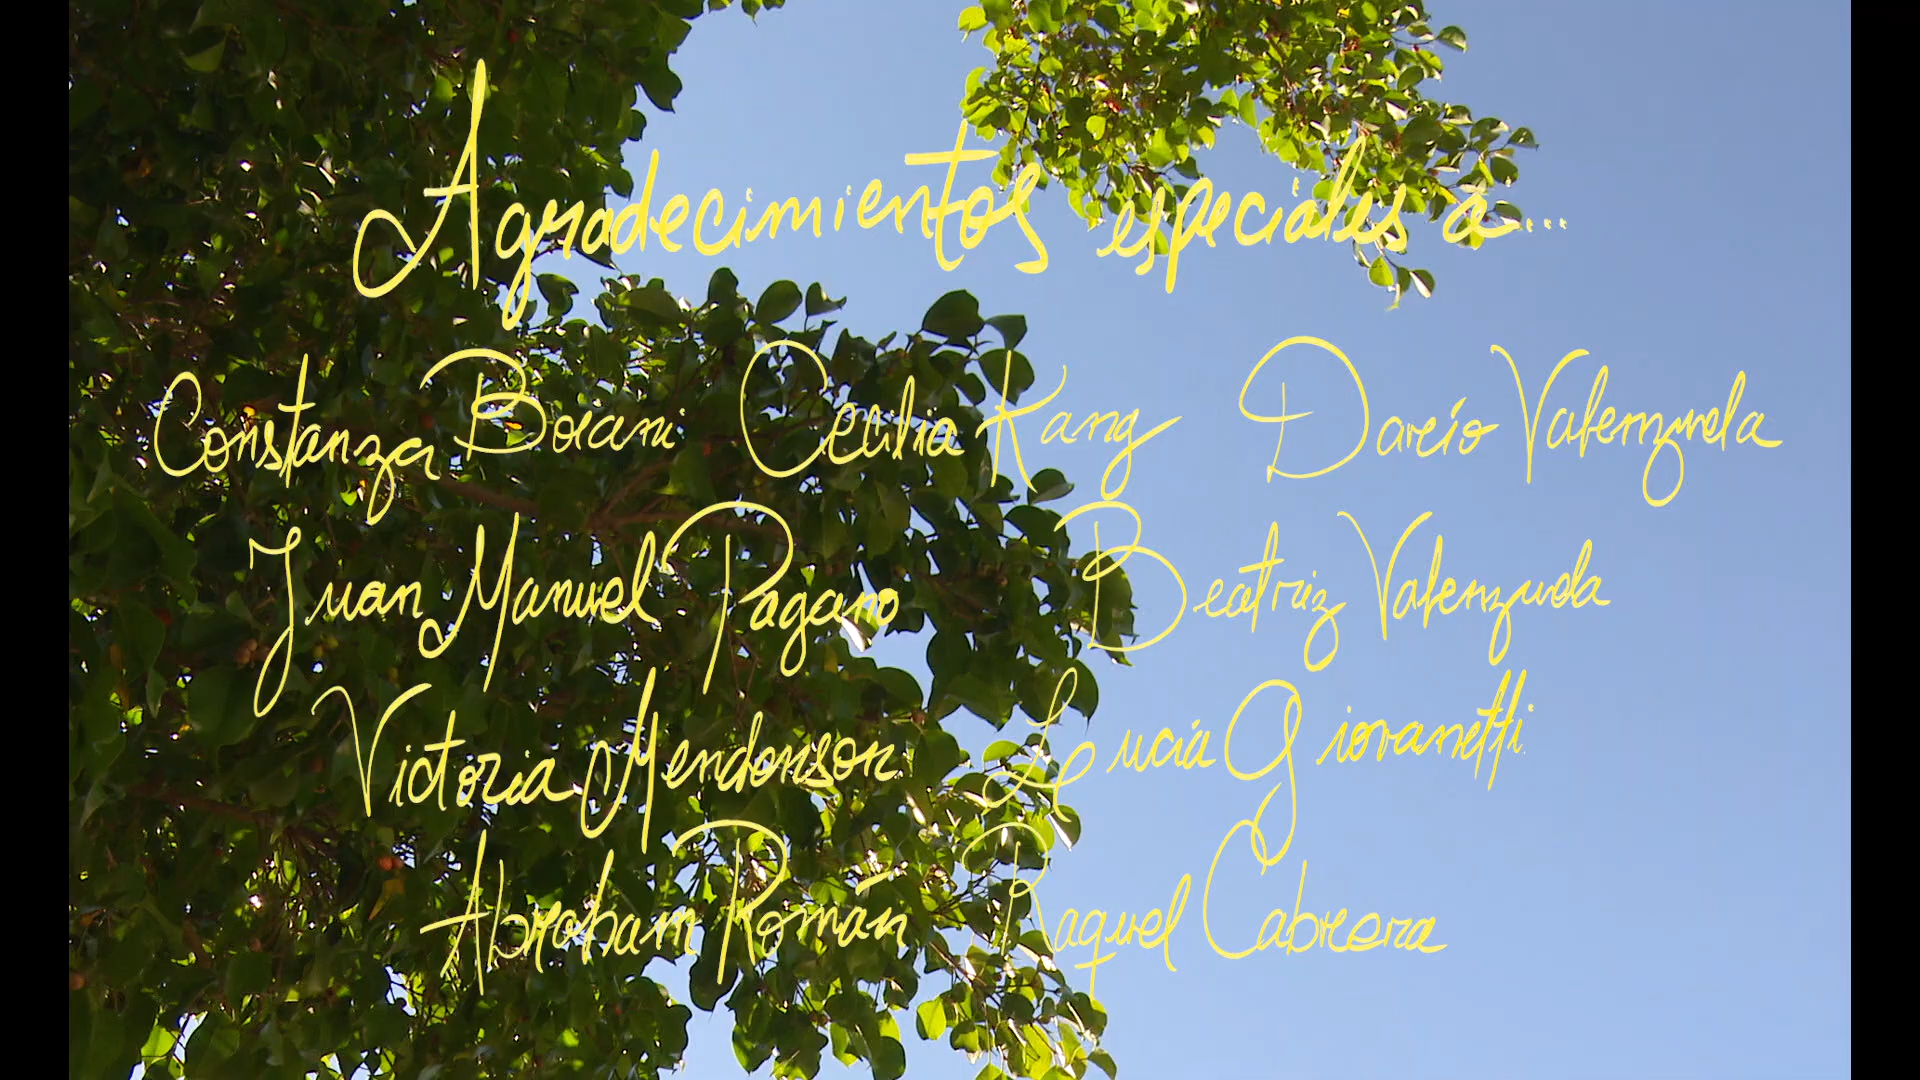 Agradecimientos especiales a...
Constanza Boiani Cecilia Kang Darío Valenzuela
Juan Manuel Pagano Beatriz Valenzuela
Victoria Mendonson Lucía Giovanetti
Abraham Román Raquel Cabrera